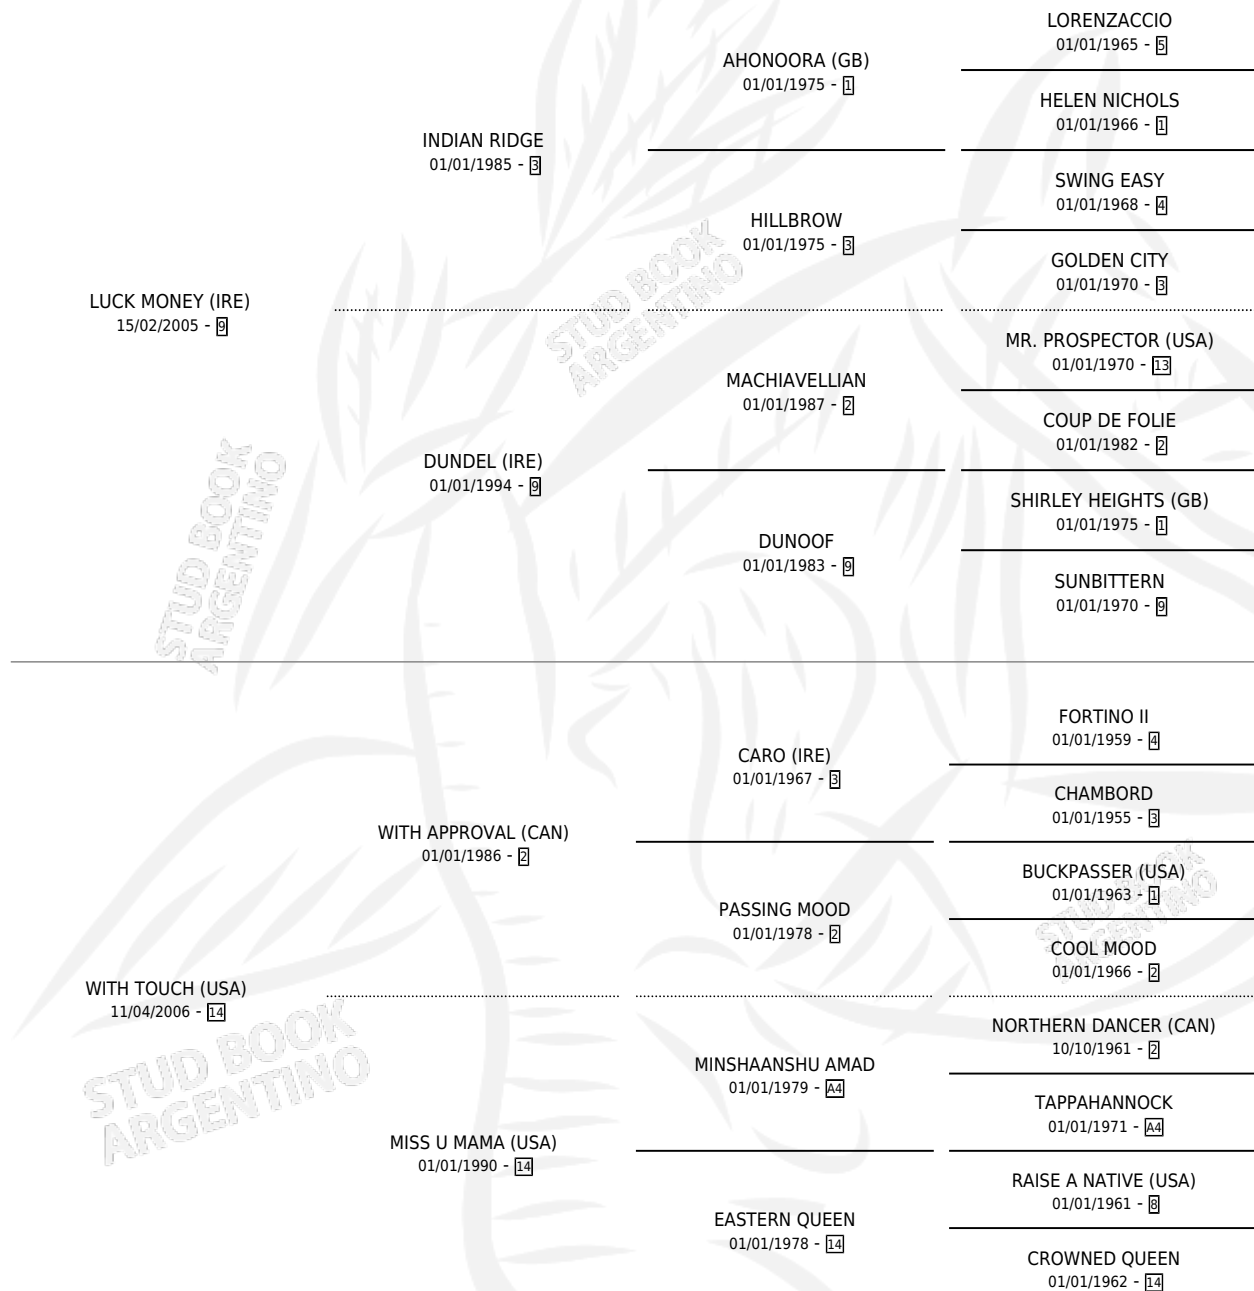 LORENZACCIO
01/01/1965 - 5
AHONOORA (GB)
01/01/1975 - 1
HELEN NICHOLS
01/01/1966 - 1
INDIAN RIDGE
01/01/1985 - 3
SWING EASY
01/01/1968 - 4
HILLBROW
01/01/1975 - 3
GOLDEN CITY
01/01/1970 - 3
LUCK MONEY (IRE)
15/02/2005 - 9
MR. PROSPECTOR (USA)
01/01/1970 - 13
MACHIAVELLIAN
01/01/1987 - 2
COUP DE FOLIE
01/01/1982 - 2
DUNDEL (IRE)
01/01/1994 - 9
SHIRLEY HEIGHTS (GB)
01/01/1975 - 1
DUNOOF
01/01/1983 - 9
SUNBITTERN
01/01/1970 - 9
FORTINO II
01/01/1959 - 4
CARO (IRE)
01/01/1967 - 3
CHAMBORD
01/01/1955 - 3
WITH APPROVAL (CAN)
01/01/1986 - 2
BUCKPASSER (USA)
01/01/1963 - 1
PASSING MOOD
01/01/1978 - 2
COOL MOOD
01/01/1966 - 2
WITH TOUCH (USA)
11/04/2006 - 14
NORTHERN DANCER (CAN)
10/10/1961 - 2
MINSHAANSHU AMAD
01/01/1979 - A4
TAPPAHANNOCK
01/01/1971 - A4
MISS U MAMA (USA)
01/01/1990 - 14
RAISE A NATIVE (USA)
01/01/1961 - 8
EASTERN QUEEN
01/01/1978 - 14
CROWNED QUEEN
01/01/1962 - 14
STUD BOOK
ARGENTINO
STUD BOOK
ARGENTINO
STUD BOOK
ARGENTINO
STUD BOOK
ARGENTINO